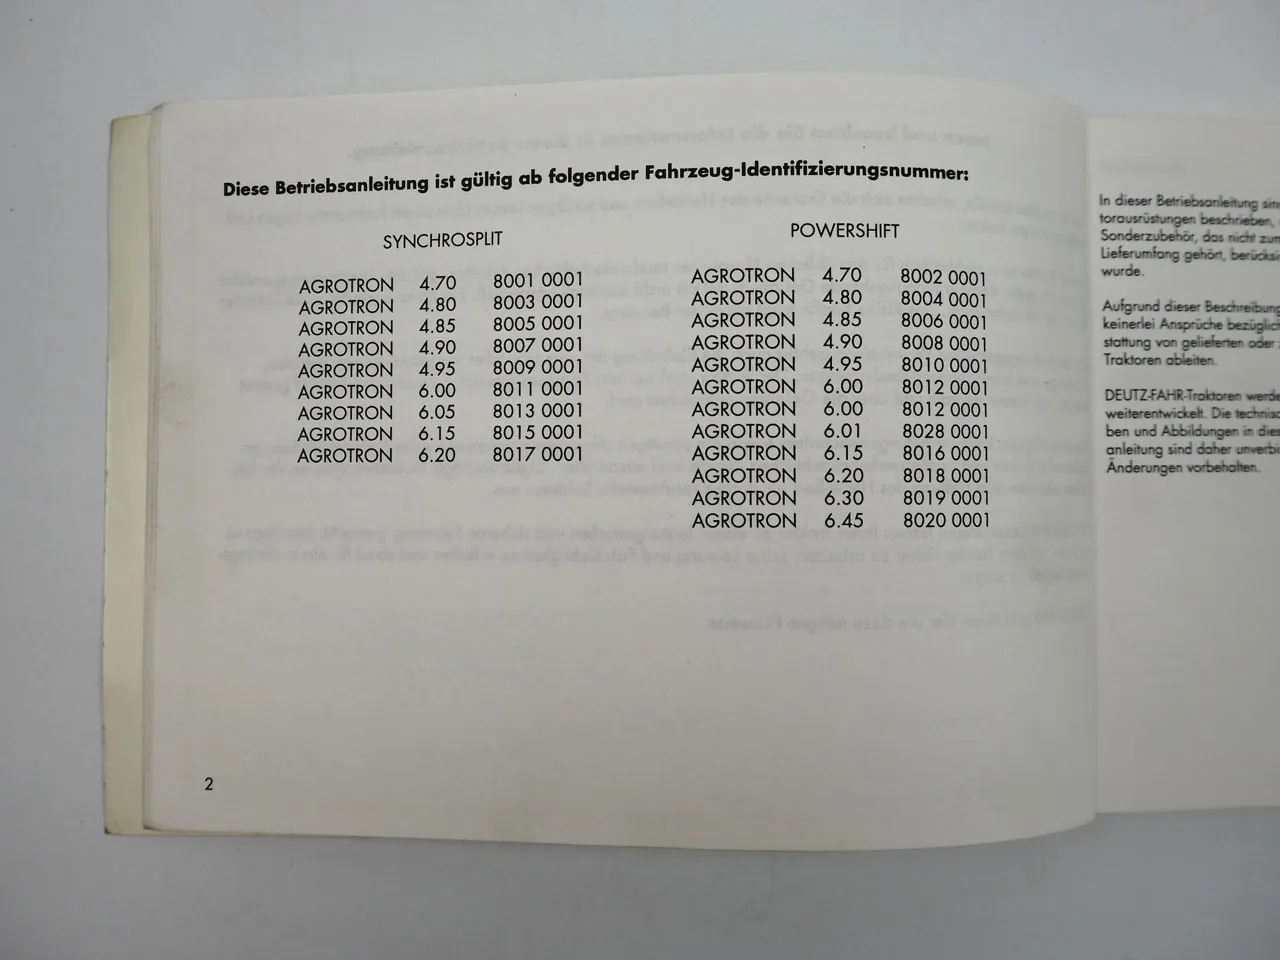 Diese Betriebsanleitung ist gültig ab folgender Fahrzeug-Identifizierungsnummer:
SYNCHROSPLIT
AGROTRON 4.70 8001 0001
AGROTRON 4.80 8003 0001
AGROTRON 4.85 8005 0001
AGROTRON 4.90 8007 0001
AGROTRON 4.95 8009 0001
AGROTRON 6.00 8011 0001
AGROTRON 6.05 8013 0001
AGROTRON 6.15 8015 0001
AGROTRON 6.20 8017 0001
POWERSHIFT
AGROTRON 4.70 8002 0001
AGROTRON 4.80 8004 0001
AGROTRON 4.85 8006 0001
AGROTRON 4.90 8008 0001
AGROTRON 4.95 8010 0001
AGROTRON 6.00 8012 0001
AGROTRON 6.00 8012 0001
AGROTRON 6.01 8028 0001
AGROTRON 6.15 8016 0001
AGROTRON 6.20 8018 0001
AGROTRON 6.30 8019 0001
AGROTRON 6.45 8020 0001
2
In dieser Betriebsanleitung
torausrüstungen beschrieben,
Sonderzubehör, das nicht zum
Lieferumfang gehört,
wurde.
Aufgrund dieser Beschreibung
keinerlei Ansprüche
stattung von gelieferten oder
Traktoren ableiten.
DEUTZ-FAHR-Traktoren
weiterentwickelt. Die
ben und Abbildungen in
anleitung sind daher
Änderungen vorbehalten.